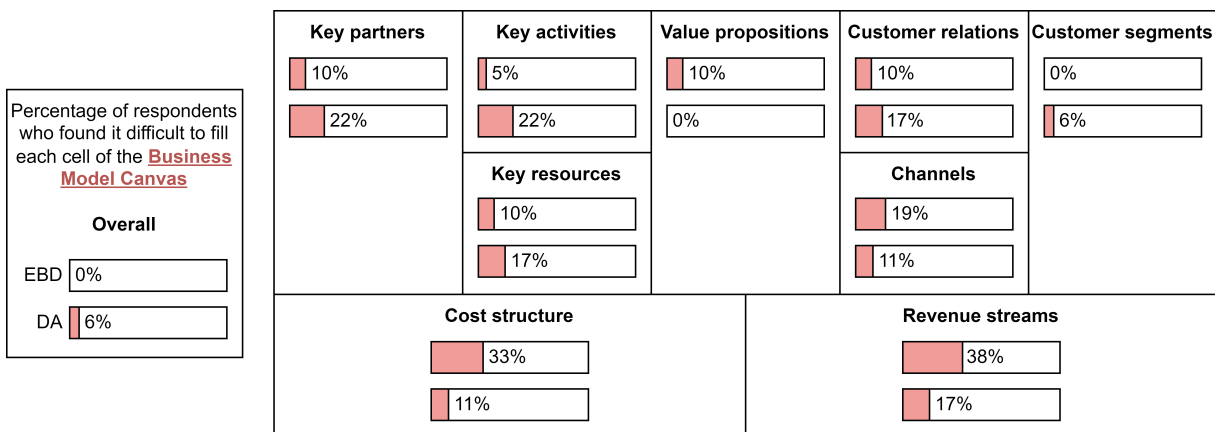 Percentage of respondents
who found it difficult to fill
each cell of the Business
Model Canvas
Overall
EBD 0%
DA 6%
Key partners
10%
22%
Key activities
5%
22%
Key resources
10%
17%
Value propositions
10%
0%
Customer relations
10%
17%
Channels
19%
11%
Customer segments
0%
6%
Cost structure
33%
11%
Revenue streams
38%
17%